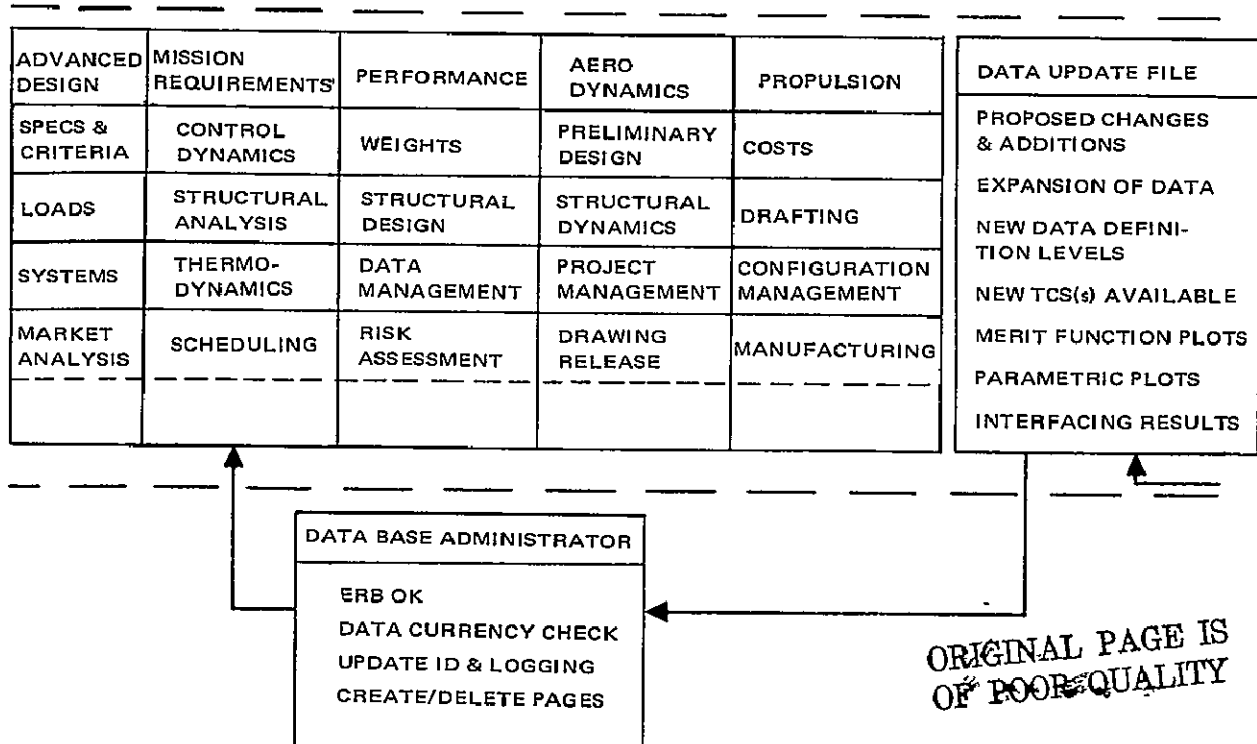 ADVANCED
DESIGN
MISSION
REQUIREMENTS'
PERFORMANCE
AERO
DYNAMICS
PROPULSION
SPECS &
CRITERIA
CONTROL
DYNAMICS
WEIGHTS
PRELIMINARY
DESIGN
COSTS
LOADS
STRUCTURAL
ANALYSIS
STRUCTURAL
DESIGN
STRUCTURAL
DYNAMICS
DRAFTING
SYSTEMS
THERMO-
DYNAMICS
DATA
MANAGEMENT
PROJECT
MANAGEMENT
CONFIGURATION
MANAGEMENT
MARKET
ANALYSIS
SCHEDULING
RISK
ASSESSMENT
DRAWING
RELEASE
MANUFACTURING
DATA UPDATE FILE
PROPOSED CHANGES
& ADDITIONS
EXPANSION OF DATA
NEW DATA DEFINI-
TION LEVELS
NEW TCS(s) AVAILABLE
MERIT FUNCTION PLOTS
PARAMETRIC PLOTS
INTERFACING RESULTS
DATA BASE ADMINISTRATOR
ERB OK
DATA CURRENCY CHECK
UPDATE ID & LOGGING
CREATE/DELETE PAGES
ORIGINAL PAGE IS
OF POOR QUALITY